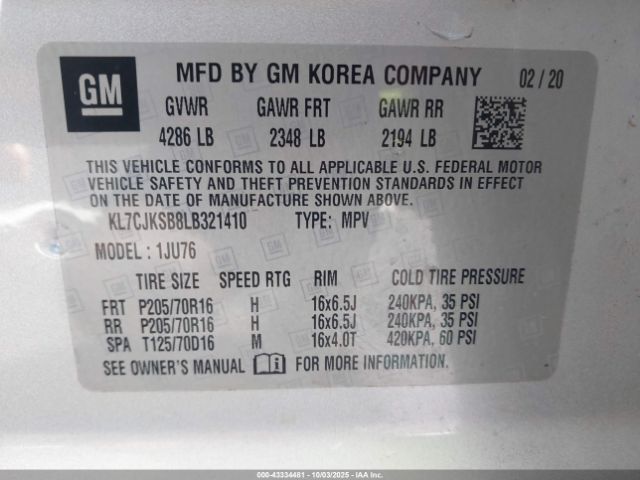 GM MFD BY GM KOREA COMPANY 02 / 20
GVWR GAWR FRT GAWR RR
4286 LB 2348 LB 2194 LB
THIS VEHICLE CONFORMS TO ALL APPLICABLE U.S. FEDERAL MOTOR
VEHICLE SAFETY AND THEFT PREVENTION STANDARDS IN EFFECT
ON THE DATE OF MANUFACTURE SHOWN ABOVE.
KL7CJKSB8LB321410 TYPE: MPV
MODEL : 1JU76
TIRE SIZE SPEED RTG RIM COLD TIRE PRESSURE
FRT P205/70R16 H 16x6.5J 240KPA, 35 PSI
RR P205/70R16 H 16x6.5J 240KPA, 35 PSI
SPA T125/70D16 M 16x4.0T 420KPA, 60 PSI
SEE OWNER'S MANUAL FOR MORE INFORMATION.
000-43334461 - 10/03/2025 - IAA Inc.